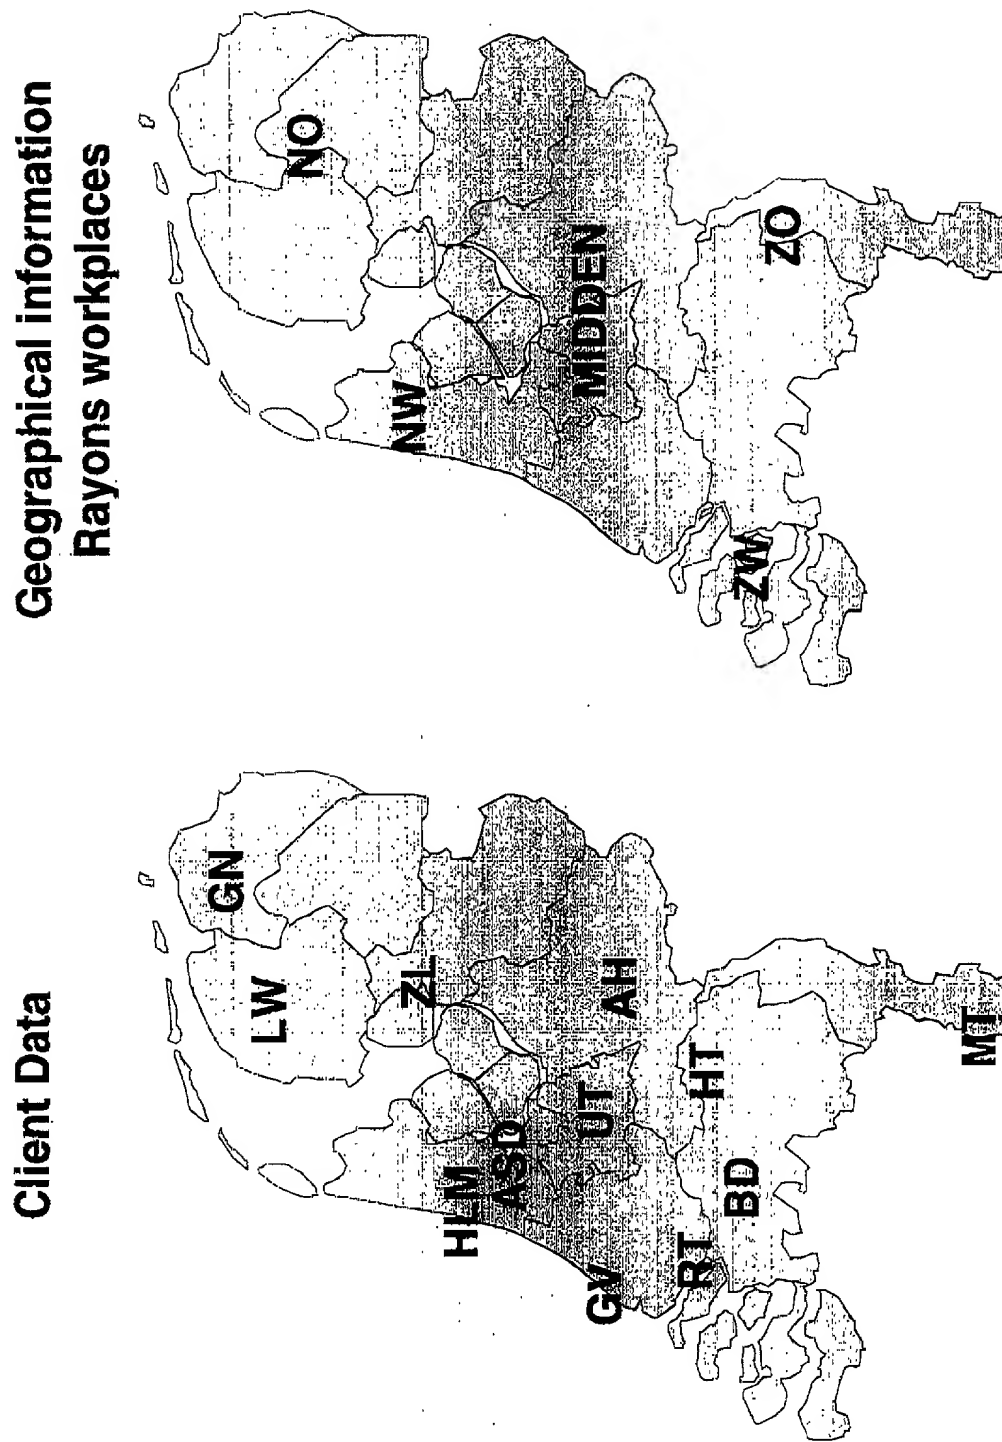 Client Data
GN
LW
ZL
HLM
ASD
UT
AH
GV
RT
HT
BD
MT
Geographical information
Rayons workplaces
NO
NW
MIDDEN
ZO
ZW